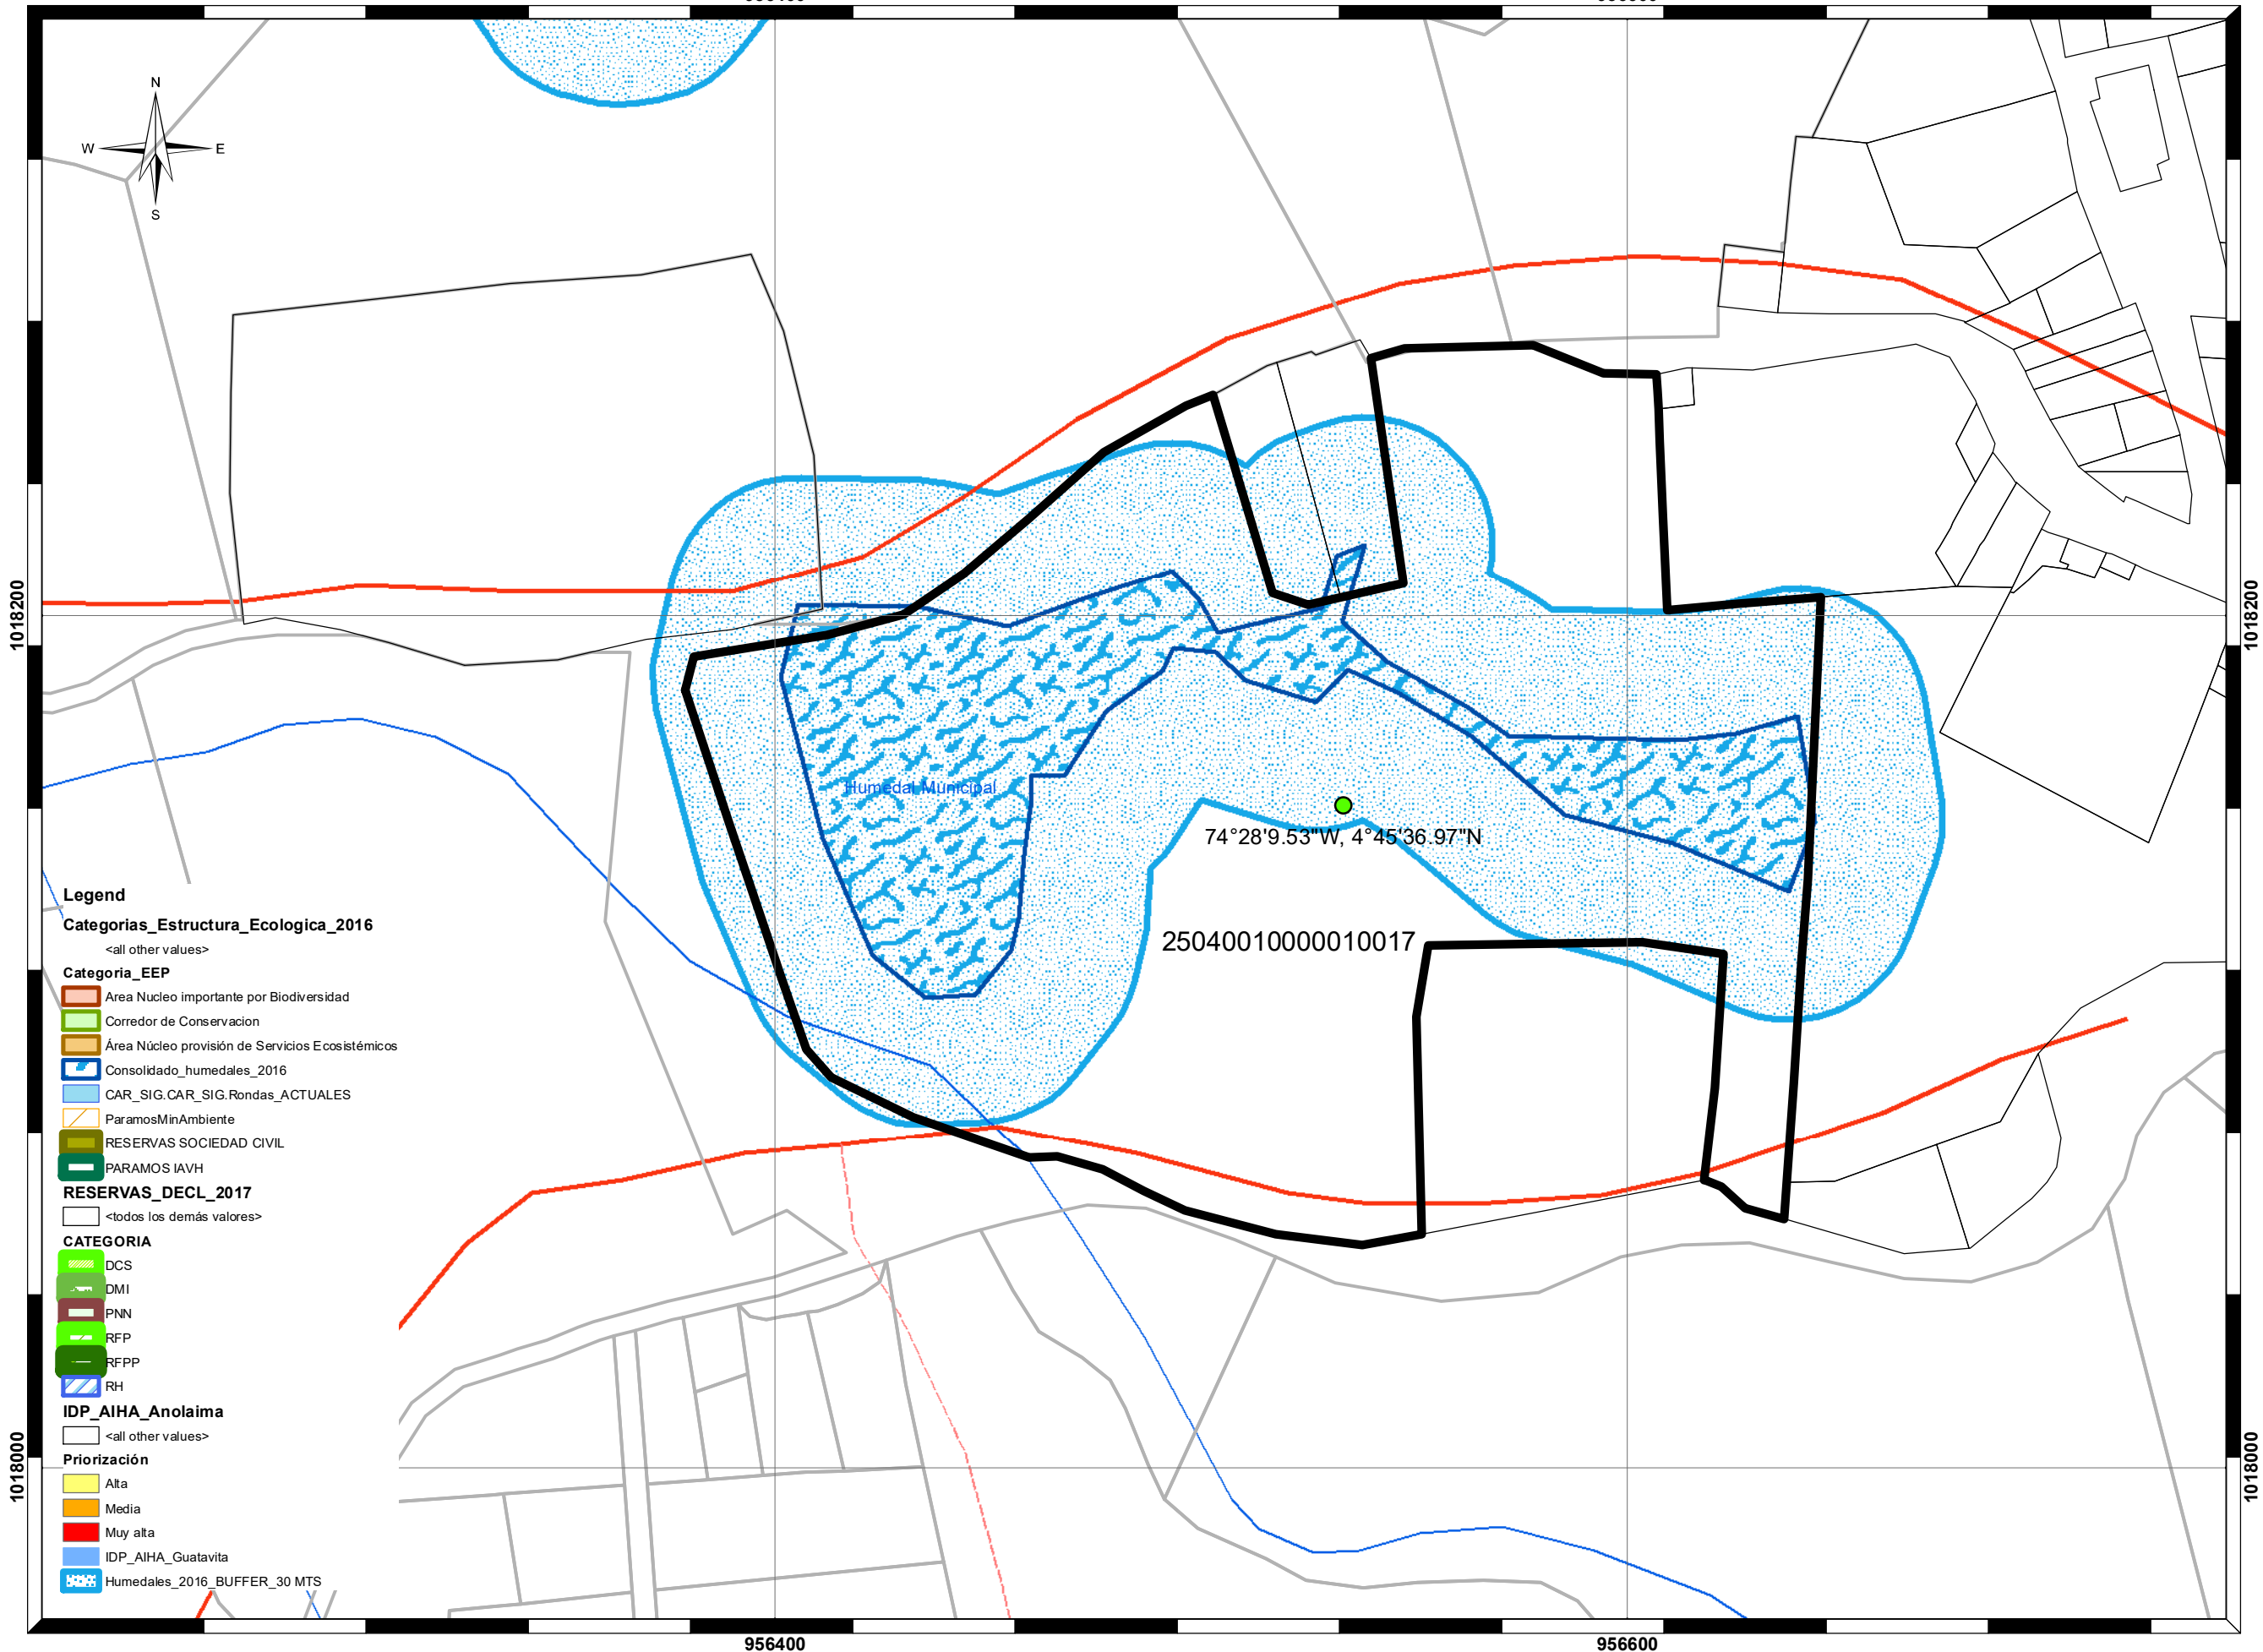 N
W
E
S
1018200
1018200
Humedal Municipal
74°28'9.53"W, 4°45'36.97"N
25040010000010017
Legend
Categorias_Estructura_Ecologica_2016
<all other values>
Categoria_EEP
Area Nucleo importante por Biodiversidad
Corredor de Conservacion
Área Núcleo provisión de Servicios Ecosistémicos
Consolidado_humedales_2016
CAR_SIG.CAR_SIG.Rondas_ACTUALES
ParamosMinAmbiente
RESERVAS SOCIEDAD CIVIL
PARAMOS IAVH
RESERVAS_DECL_2017
<todos los demás valores>
CATEGORIA
DCS
DMI
PNN
RFP
RFPP
RH
IDP_AIHA_Anolaima
<all other values>
Priorización
Alta
Media
Muy alta
IDP_AIHA_Guatavita
Humedales_2016_BUFFER_30 MTS
1018000
1018000
956400
956600